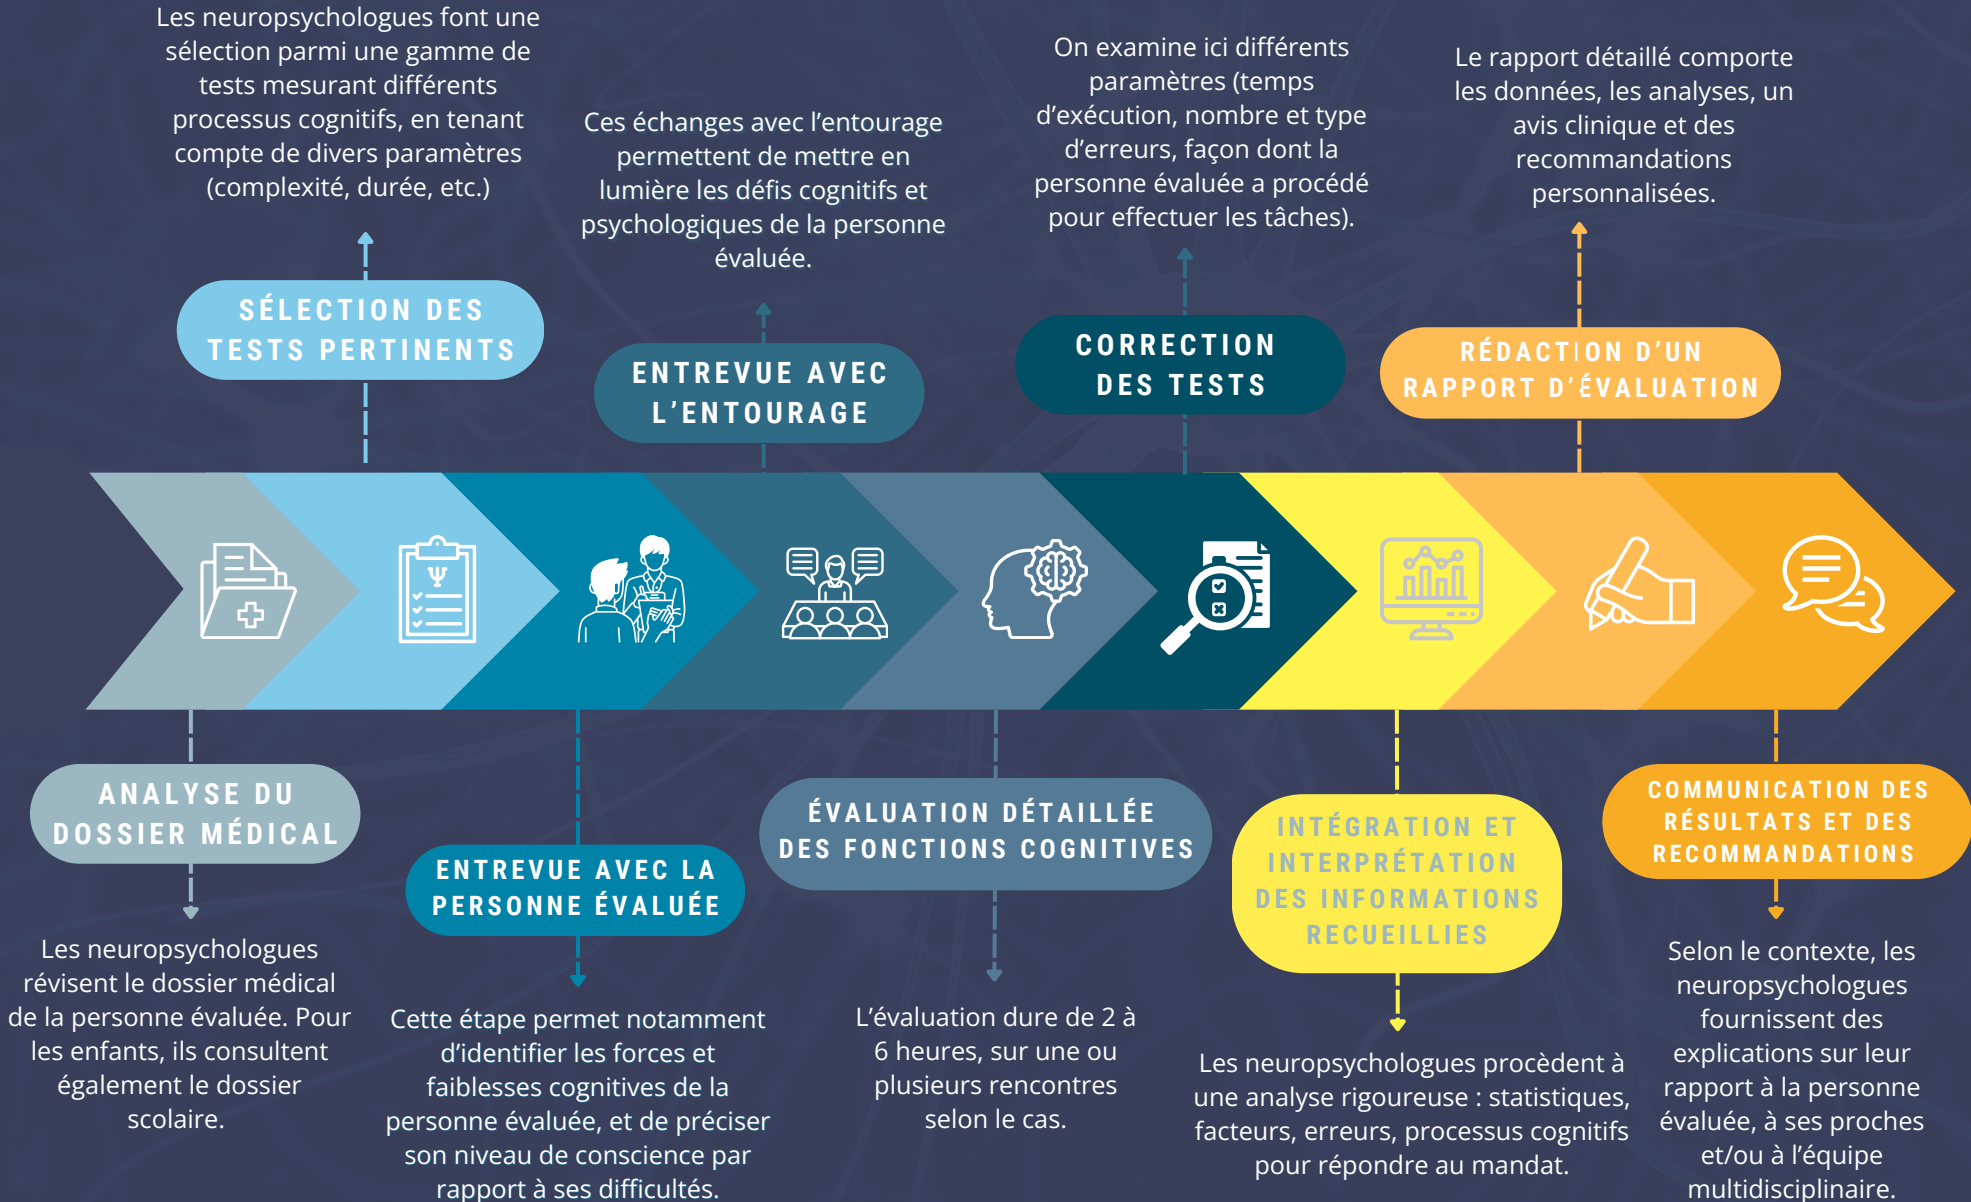 Les neuropsychologues font une
sélection parmi une gamme de
tests mesurant différents
processus cognitifs, en tenant
compte de divers paramètres
(complexité, durée, etc.)
SÉLECTION DES
TESTS PERTINENTS
Ces échanges avec l’entourage
permettent de mettre en
lumière les défis cognitifs et
psychologiques de la personne
évaluée.
ENTREVUE AVEC
L’ENTOURAGE
On examine ici différents
paramètres (temps
d’exécution, nombre et type
d’erreurs, façon dont la
personne évaluée a procédé
pour effectuer les tâches).
CORRECTION
DES TESTS
Le rapport détaillé comporte
les données, les analyses, un
avis clinique et des
recommandations
personnalisées.
RÉDACTION D’UN
RAPPORT D’ÉVALUATION
Ψ
ANALYSE DU
DOSSIER MÉDICAL
Les neuropsychologues
révisent le dossier médical
de la personne évaluée. Pour
les enfants, ils consultent
également le dossier
scolaire.
ENTREVUE AVEC LA
PERSONNE ÉVALUÉE
Cette étape permet notamment
d’identifier les forces et
faiblesses cognitives de la
personne évaluée, et de préciser
son niveau de conscience par
rapport à ses difficultés.
ÉVALUATION DÉTAILLÉE
DES FONCTIONS COGNITIVES
L’évaluation dure de 2 à
6 heures, sur une ou
plusieurs rencontres
selon le cas.
INTÉGRATION ET
INTERPRÉTATION
DES INFORMATIONS
RECUEILLIES
Les neuropsychologues procèdent à
une analyse rigoureuse : statistiques,
facteurs, erreurs, processus cognitifs
pour répondre au mandat.
COMMUNICATION DES
RÉSULTATS ET DES
RECOMMANDATIONS
Selon le contexte, les
neuropsychologues
fournissent des
explications sur leur
rapport à la personne
évaluée, à ses proches
et/ou à l’équipe
multidisciplinaire.